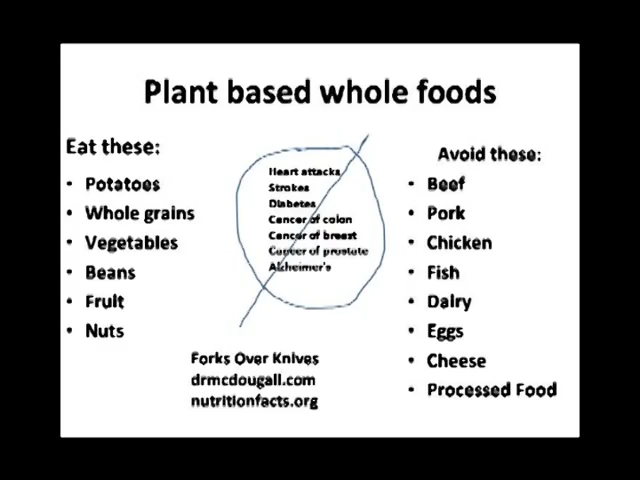 Plant based whole foods
Eat these:
• Potatoes
• Whole grains
• Vegetables
• Beans
• Fruit
• Nuts
Heart attacks
Strokes
Diabetes
Cancer of colon
Cancer of breast
Cancer of prostate
Alzheimer's
Avoid these:
• Beef
• Pork
• Chicken
• Fish
• Dairy
• Eggs
• Cheese
• Processed Food
Forks Over Knives
drmcdougall.com
nutritionfacts.org